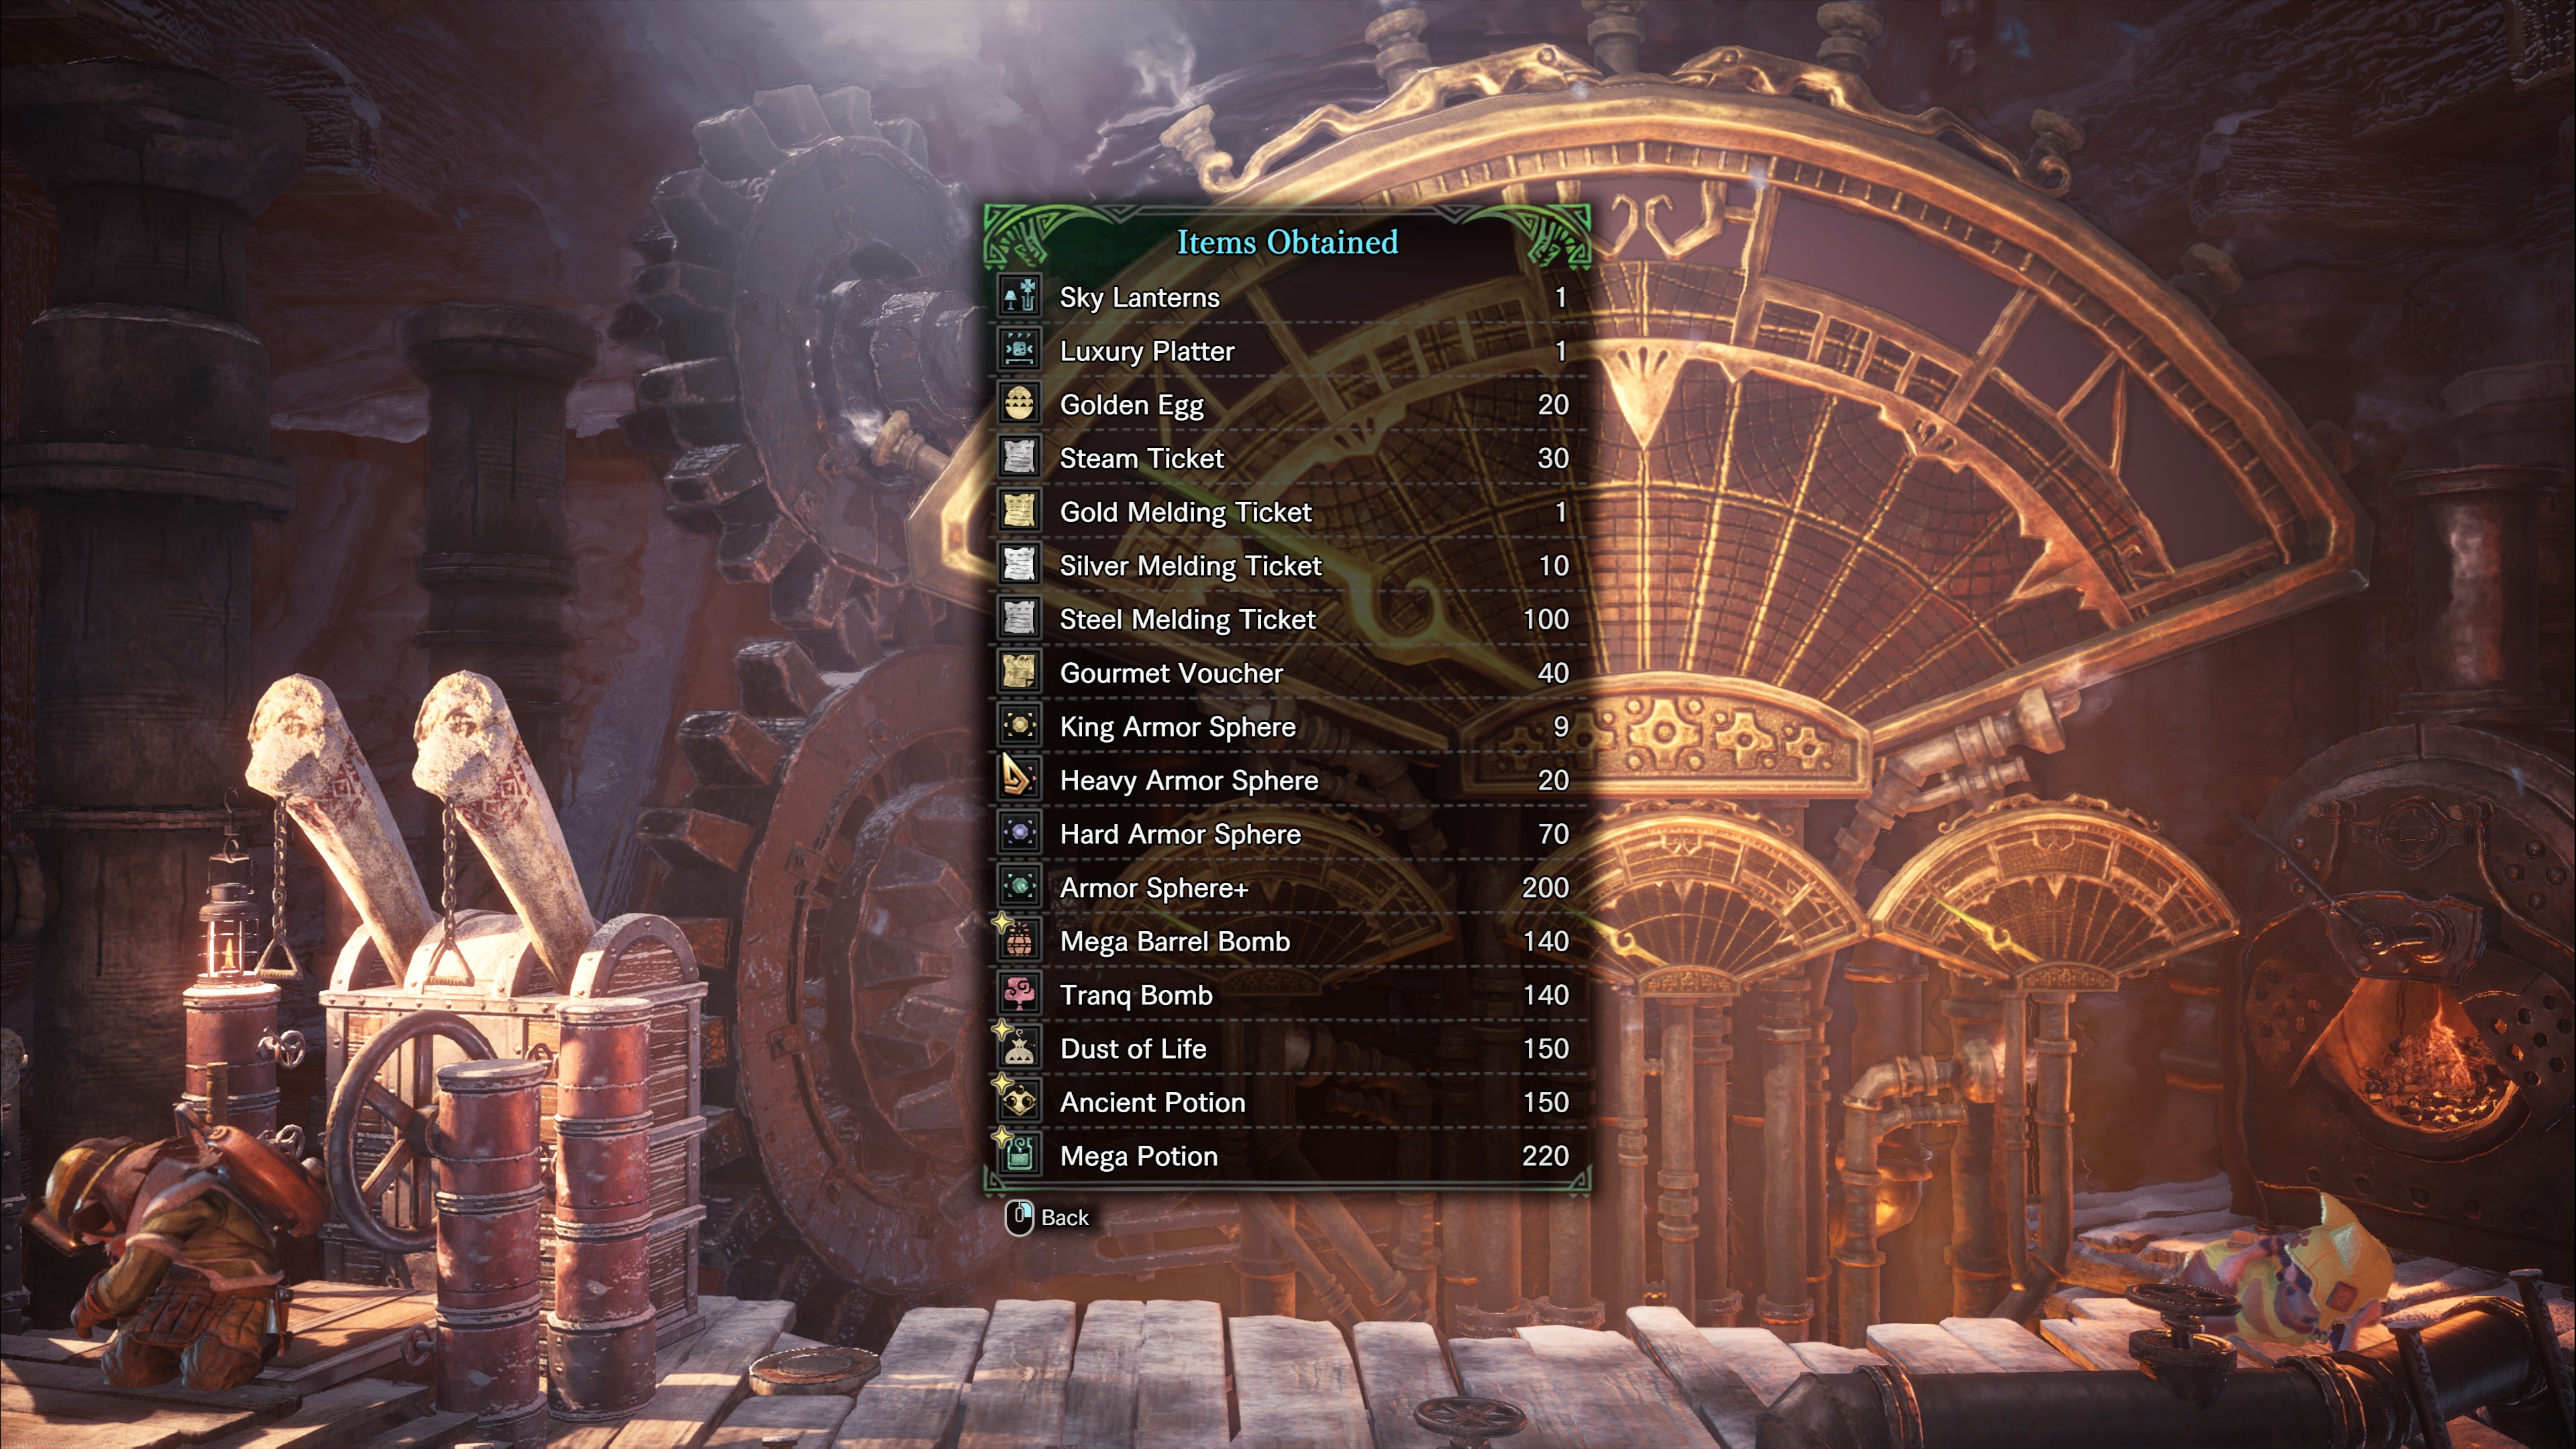 Items Obtained
Sky Lanterns 1
Luxury Platter 1
Golden Egg 20
Steam Ticket 30
Gold Melding Ticket 1
Silver Melding Ticket 10
Steel Melding Ticket 100
Gourmet Voucher 40
King Armor Sphere 9
Heavy Armor Sphere 20
Hard Armor Sphere 70
Armor Sphere+ 200
Mega Barrel Bomb 140
Tranq Bomb 140
Dust of Life 150
Ancient Potion 150
Mega Potion 220
Back